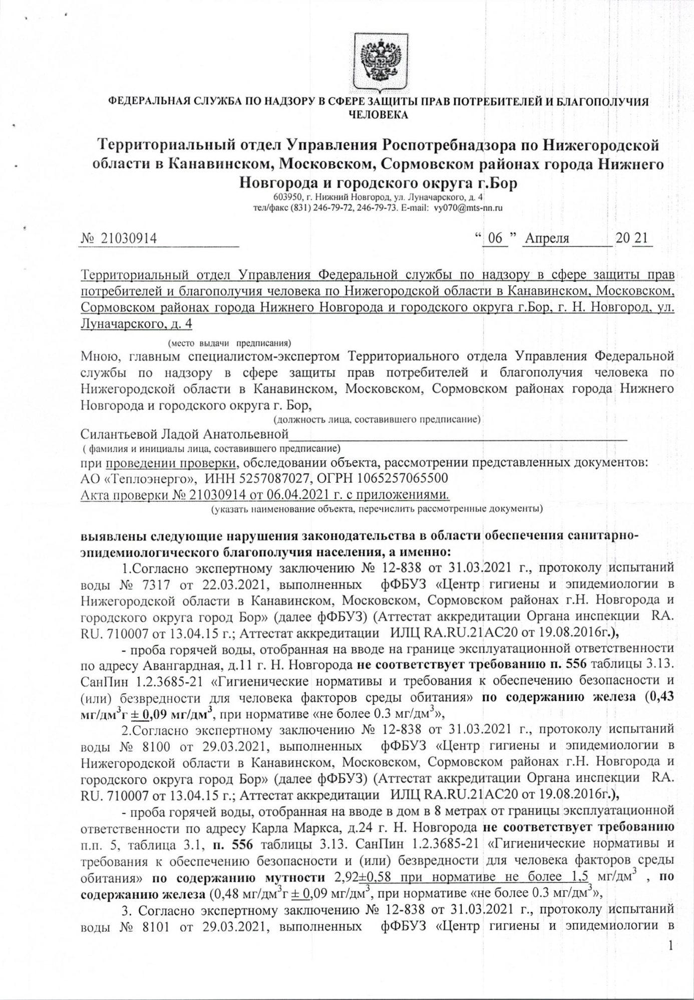 ФЕДЕРАЛЬНАЯ СЛУЖБА ПО НАДЗОРУ В СФЕРЕ ЗАЩИТЫ ПРАВ ПОТРЕБИТЕЛЕЙ И БЛАГОПОЛУЧИЯ
ЧЕЛОВЕКА
Территориальный отдел Управления Роспотребнадзора по Нижегородской
области в Канавинском, Московском, Сормовском районах города Нижнего
Новгорода и городского округа г.Бор
603950, г. Нижний Новгород, ул. Луначарского, д. 4
тел/факс (831) 246-79-72, 246-79-73. E-mail: vy070@mts-nn.ru
№ 21030914 “ 06 ” Апреля 20 21
Территориальный отдел Управления Федеральной службы по надзору в сфере защиты прав
потребителей и благополучия человека по Нижегородской области в Канавинском, Московском,
Сормовском районах города Нижнего Новгорода и городского округа г.Бор, г. Н. Новгород, ул.
Луначарского, д. 4
(место выдачи предписания)
Мною, главным специалистом-экспертом Территориального отдела Управления Федеральной
службы по надзору в сфере защиты прав потребителей и благополучия человека по
Нижегородской области в Канавинском, Московском, Сормовском районах города Нижнего
Новгорода и городского округа г. Бор,
(должность лица, составившего предписание)
Силантьевой Ладой Анатольевной
( фамилия и инициалы лица, составившего предписание)
при проведении проверки, обследовании объекта, рассмотрении представленных документов:
АО «Теплоэнерго», ИНН 5257087027, ОГРН 1065257065500
Акта проверки № 21030914 от 06.04.2021 г. с приложениями.
(указать наименование объекта, перечислить рассмотренные документы)
выявлены следующие нарушения законодательства в области обеспечения санитарно-
эпидемиологического благополучия населения, а именно:
1.Согласно экспертному заключению № 12-838 от 31.03.2021 г., протоколу испытаний
воды № 7317 от 22.03.2021, выполненных фФБУЗ «Центр гигиены и эпидемиологии в
Нижегородской области в Канавинском, Московском, Сормовском районах г.Н. Новгорода и
городского округа город Бор» (далее фФБУЗ) (Аттестат аккредитации Органа инспекции RA.
RU. 710007 от 13.04.15 г.; Аттестат аккредитации ИЛЦ RA.RU.21АС20 от 19.08.2016г.),
- проба горячей воды, отобранная на вводе на границе эксплуатационной ответственности
по адресу Авангардная, д.11 г. Н. Новгорода не соответствует требованию п. 556 таблицы 3.13.
СанПин 1.2.3685-21 «Гигиенические нормативы и требования к обеспечению безопасности и
(или) безвредности для человека факторов среды обитания» по содержанию железа (0,43
мг/дм³г ± 0,09 мг/дм³, при нормативе «не более 0.3 мг/дм³»,
2.Согласно экспертному заключению № 12-838 от 31.03.2021 г., протоколу испытаний
воды № 8100 от 29.03.2021, выполненных фФБУЗ «Центр гигиены и эпидемиологии в
Нижегородской области в Канавинском, Московском, Сормовском районах г.Н. Новгорода и
городского округа город Бор» (далее фФБУЗ) (Аттестат аккредитации Органа инспекции RA.
RU. 710007 от 13.04.15 г.; Аттестат аккредитации ИЛЦ RA.RU.21АС20 от 19.08.2016г.),
- проба горячей воды, отобранная на вводе в дом в 8 метрах от границы эксплуатационной
ответственности по адресу Карла Маркса, д.24 г. Н. Новгорода не соответствует требованию
п.п. 5, таблица 3.1, п. 556 таблицы 3.13. СанПин 1.2.3685-21 «Гигиенические нормативы и
требования к обеспечению безопасности и (или) безвредности для человека факторов среды
обитания» по содержанию мутности 2,92±0,58 при нормативе не более 1,5 мг/дм³ , по
содержанию железа (0,48 мг/дм³г ± 0,09 мг/дм³, при нормативе «не более 0.3 мг/дм³»,
3. Согласно экспертному заключению № 12-838 от 31.03.2021 г., протоколу испытаний
воды № 8101 от 29.03.2021, выполненных фФБУЗ «Центр гигиены и эпидемиологии в
1